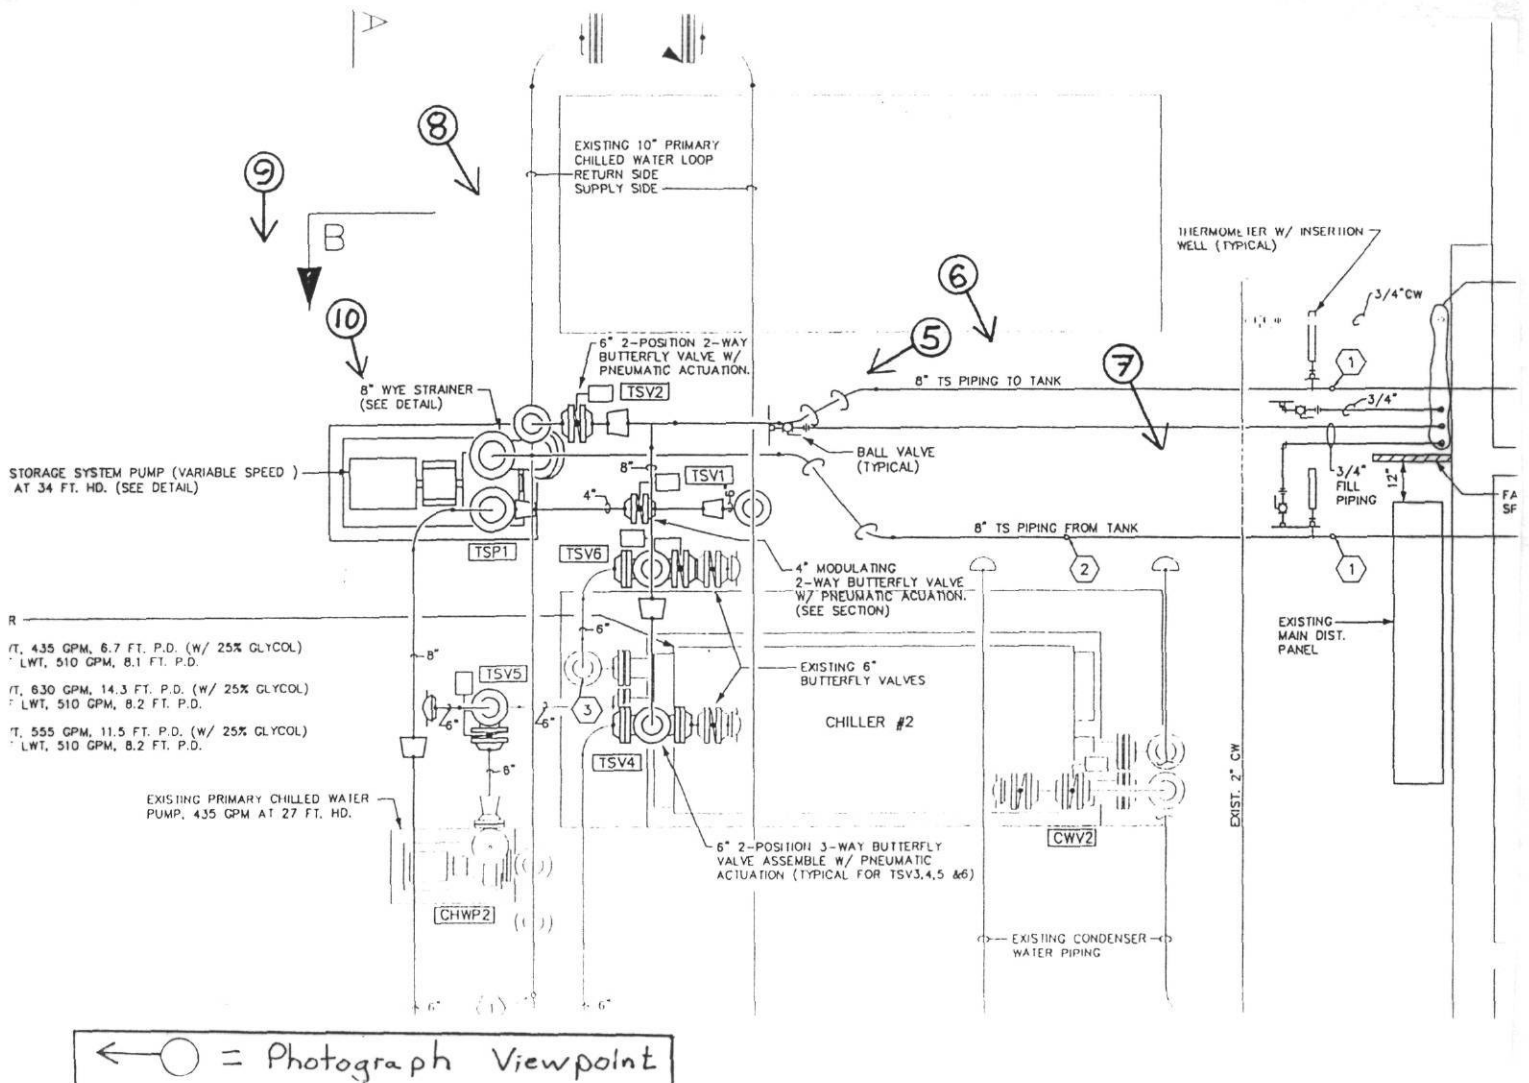 A
8
9
B
EXISTING 10" PRIMARY
CHILLED WATER LOOP
RETURN SIDE
SUPPLY SIDE
THERMOMETER W/ INSERTION
WELL (TYPICAL)
6
3/4" CW
10
5
7
6" 2-POSITION 2-WAY
BUTTERFLY VALVE W/
PNEUMATIC ACTUATION.
8" WYE STRAINER
(SEE DETAIL)
TSV2
8" TS PIPING TO TANK
1
3/4"
BALL VALVE
(TYPICAL)
STORAGE SYSTEM PUMP (VARIABLE SPEED )
AT 34 FT. HD. (SEE DETAIL)
8"
TSV1
4"
6"
3/4"
FILL
PIPING
12"
FA
SF
8" TS PIPING FROM TANK
TSP1
TSV6
2
1
4" MODULATING
2-WAY BUTTERFLY VALVE
W/ PNEUMATIC ACUATION.
(SEE SECTION)
R
/T, 435 GPM, 6.7 FT. P.D. (W/ 25% GLYCOL)
LWT, 510 GPM, 8.1 FT. P.D.
/T, 630 GPM, 14.3 FT. P.D. (W/ 25% GLYCOL)
LWT, 510 GPM, 8.2 FT. P.D.
T, 555 GPM, 11.5 FT. P.D. (W/ 25% GLYCOL)
LWT, 510 GPM, 8.2 FT. P.D.
8"
6"
TSV5
6"
6"
3
EXISTING 6"
BUTTERFLY VALVES
EXISTING
MAIN DIST.
PANEL
CHILLER #2
TSV4
8"
EXIST. 2" CW
EXISTING PRIMARY CHILLED WATER
PUMP, 435 GPM AT 27 FT. HD.
CWV2
6" 2-POSITION 3-WAY BUTTERFLY
VALVE ASSEMBLE W/ PNEUMATIC
ACTUATION (TYPICAL FOR TSV3,4,5 &6)
CHWP2
EXISTING CONDENSER
WATER PIPING
6"
6"
= Photograph Viewpoint